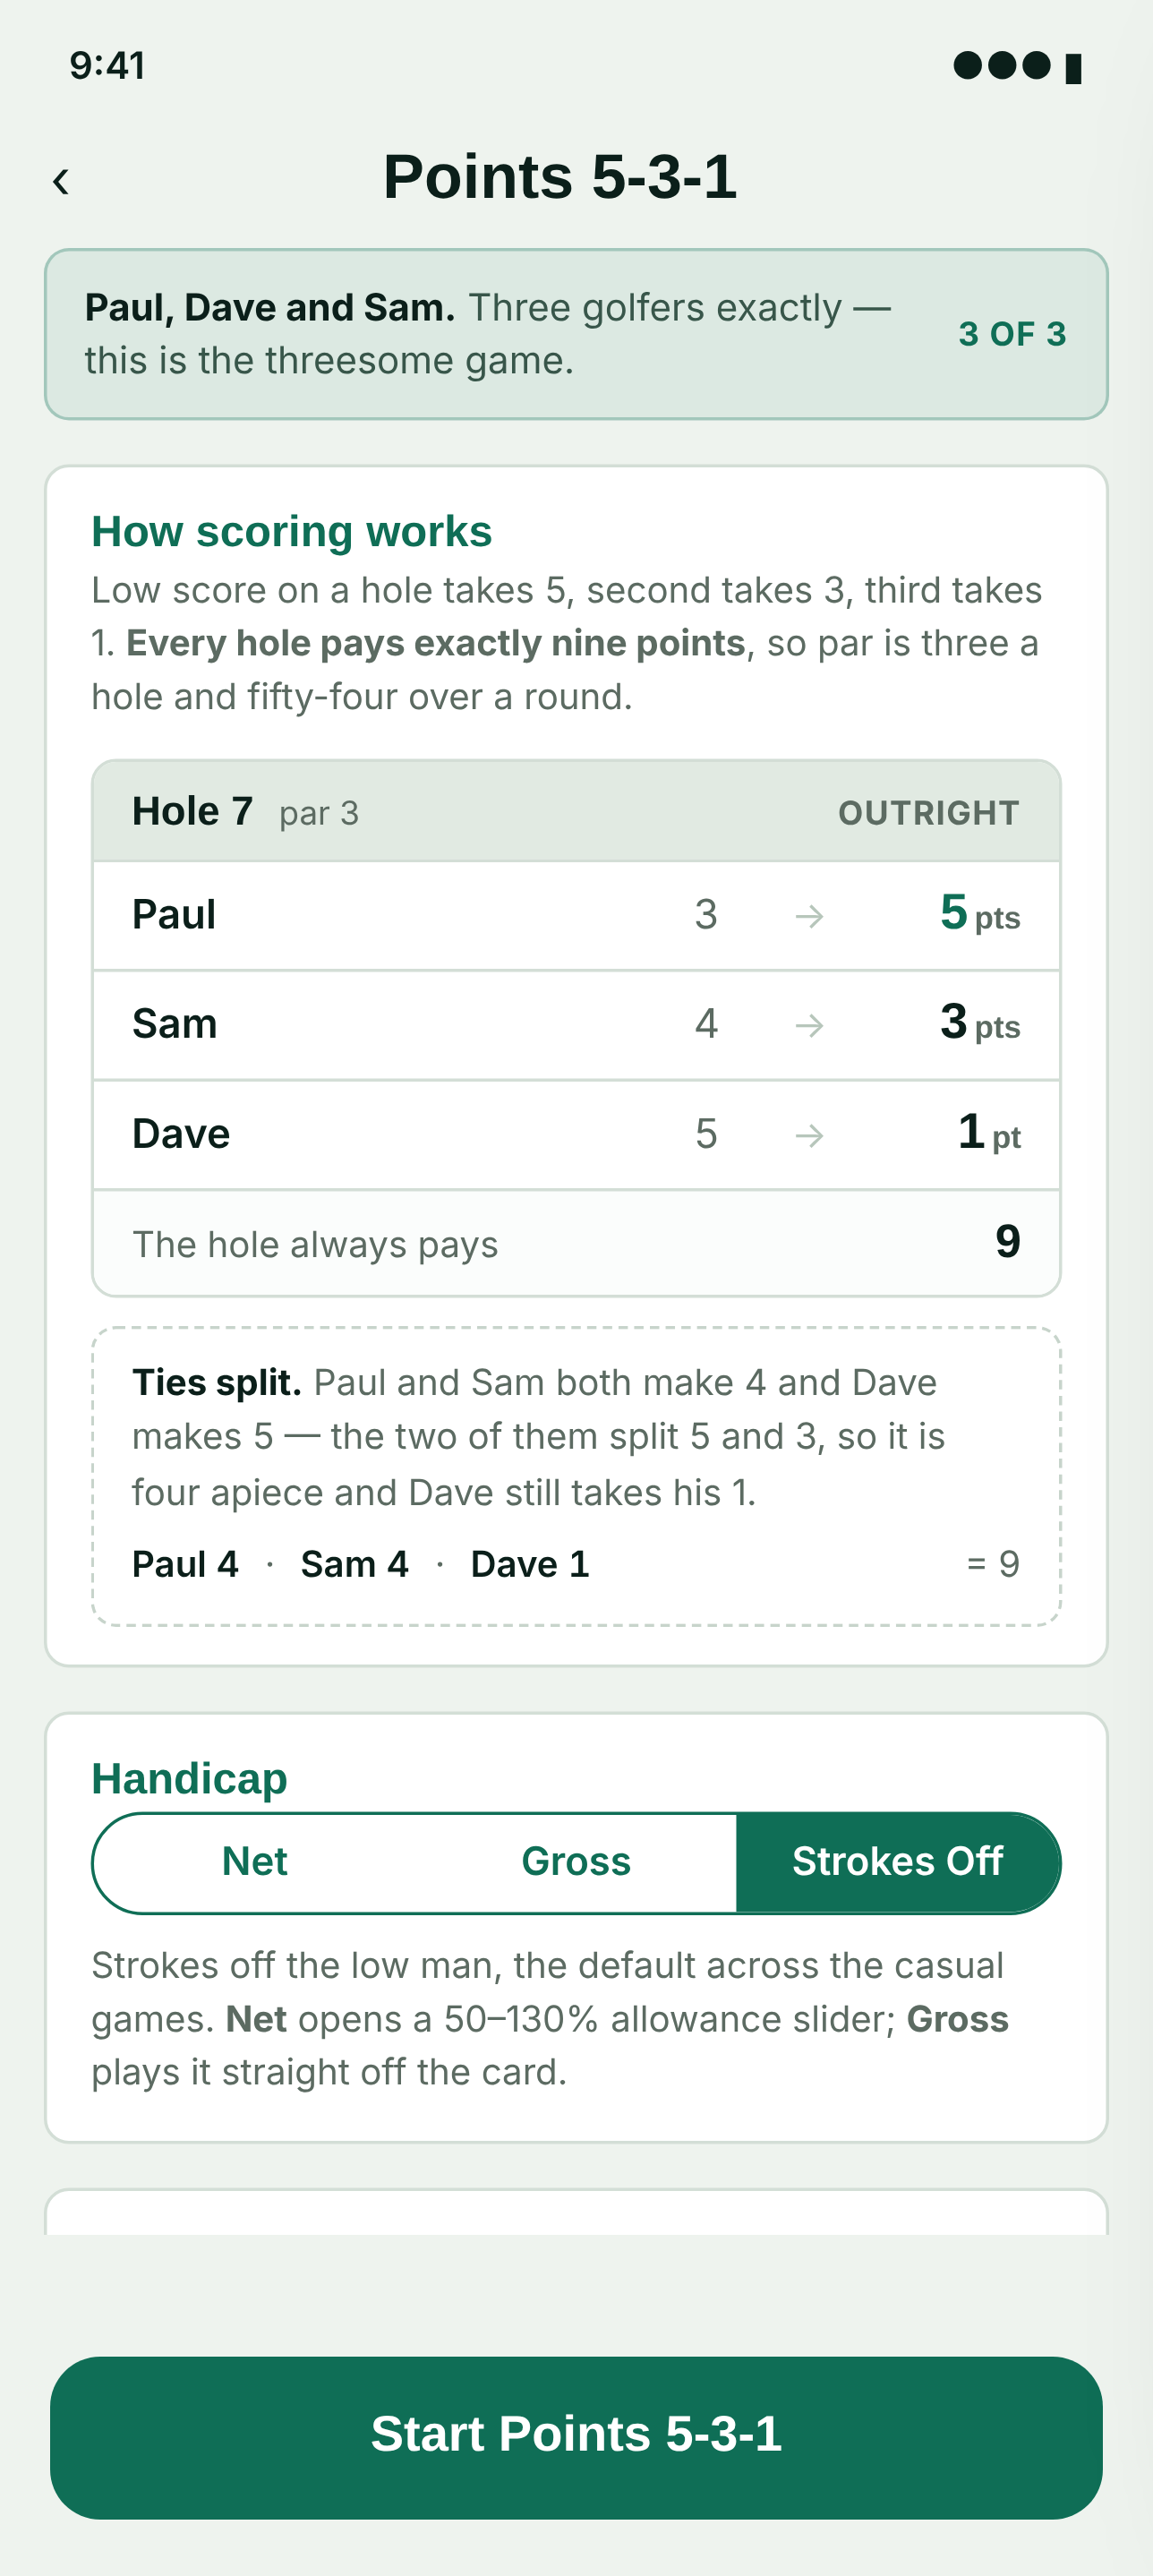 9:41
‹ Points 5-3-1
Paul, Dave and Sam. Three golfers exactly —
this is the threesome game.
3 OF 3
How scoring works
Low score on a hole takes 5, second takes 3, third takes
1. Every hole pays exactly nine points, so par is three a
hole and fifty-four over a round.
Hole 7 par 3 OUTRIGHT
Paul 3 → 5 pts
Sam 4 → 3 pts
Dave 5 → 1 pt
The hole always pays 9
Ties split. Paul and Sam both make 4 and Dave
makes 5 — the two of them split 5 and 3, so it is
four apiece and Dave still takes his 1.
Paul 4 · Sam 4 · Dave 1 = 9
Handicap
Net Gross Strokes Off
Strokes off the low man, the default across the casual
games. Net opens a 50–130% allowance slider; Gross
plays it straight off the card.
Start Points 5-3-1